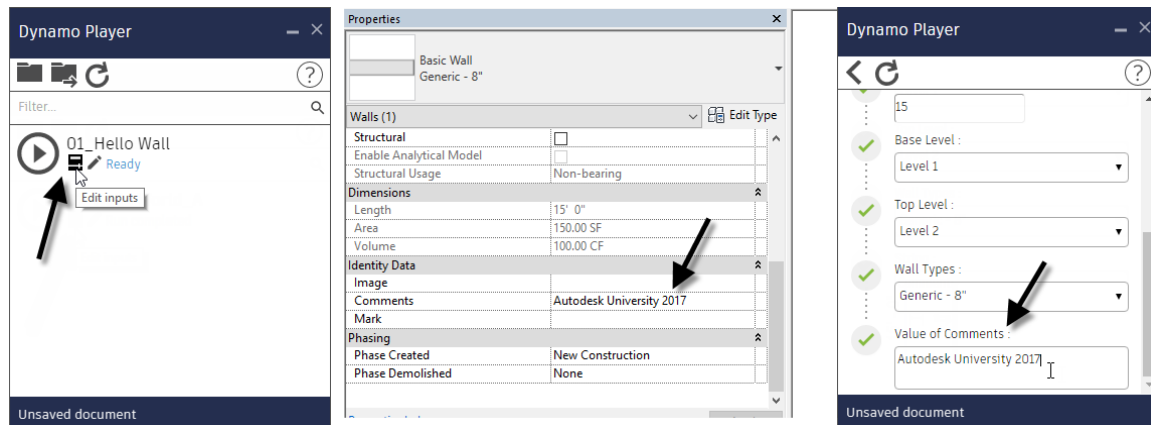 Dynamo Player
Filter...
01_Hello Wall
Ready
Edit inputs
Unsaved document
Properties
Basic Wall
Generic - 8"
Walls (1)
Edit Type
Structural
Enable Analytical Model
Structural Usage Non-bearing
Dimensions
Length 15' 0"
Area 150.00 SF
Volume 100.00 CF
Identity Data
Image
Comments Autodesk University 2017
Mark
Phasing
Phase Created New Construction
Phase Demolished None
Dynamo Player
15
Base Level :
Level 1
Top Level :
Level 2
Wall Types :
Generic - 8"
Value of Comments :
Autodesk University 2017
Unsaved document